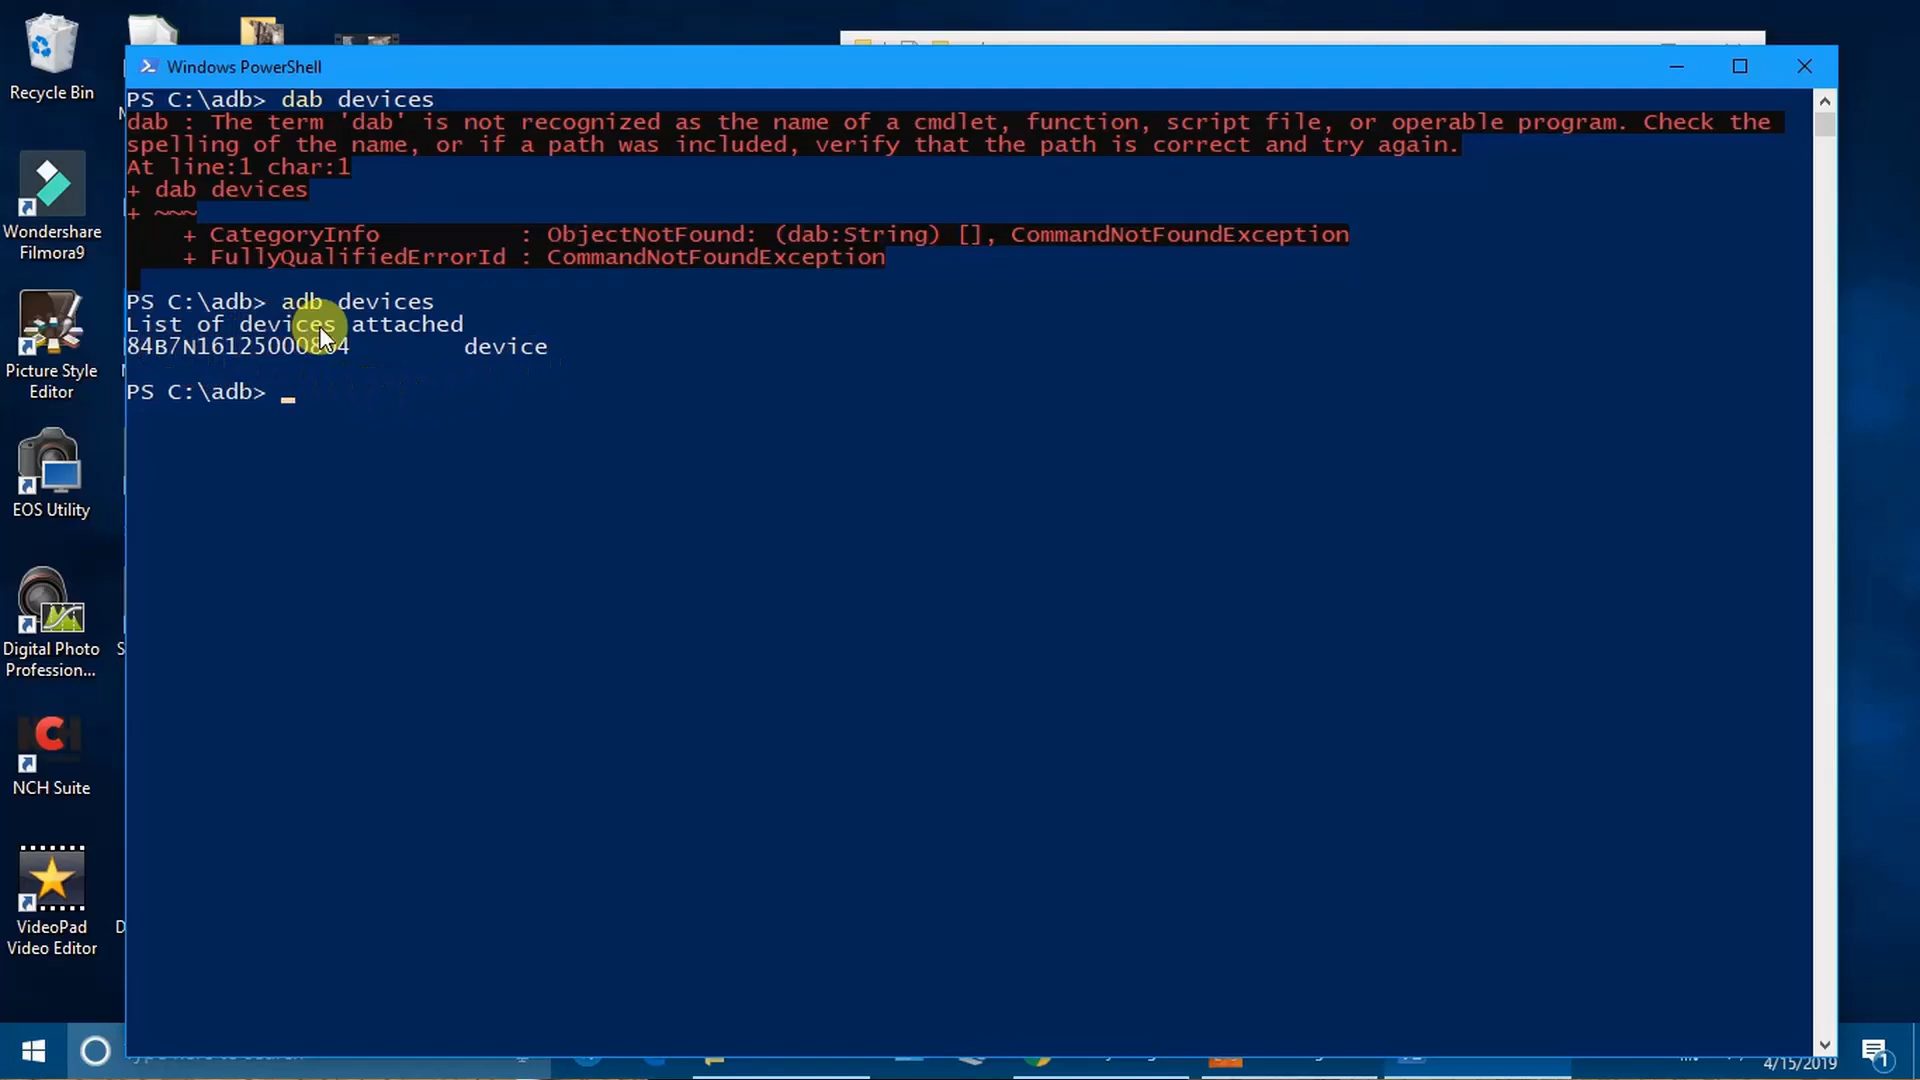 Windows PowerShell
PS C:\adb> dab devices
dab : The term 'dab' is not recognized as the name of a cmdlet, function, script file, or operable program. Check the
spelling of the name, or if a path was included, verify that the path is correct and try again.
At line:1 char:1
+ dab devices
+ ~~~
+ CategoryInfo : ObjectNotFound: (dab:String) [], CommandNotFoundException
+ FullyQualifiedErrorId : CommandNotFoundException
PS C:\adb> adb devices
List of devices attached
device
PS C:\adb>
Recycle Bin
Wondershare
Filmora9
Picture Style
Editor
EOS Utility
Digital Photo
Profession...
NCH Suite
VideoPad
Video Editor
4/15/2019
1